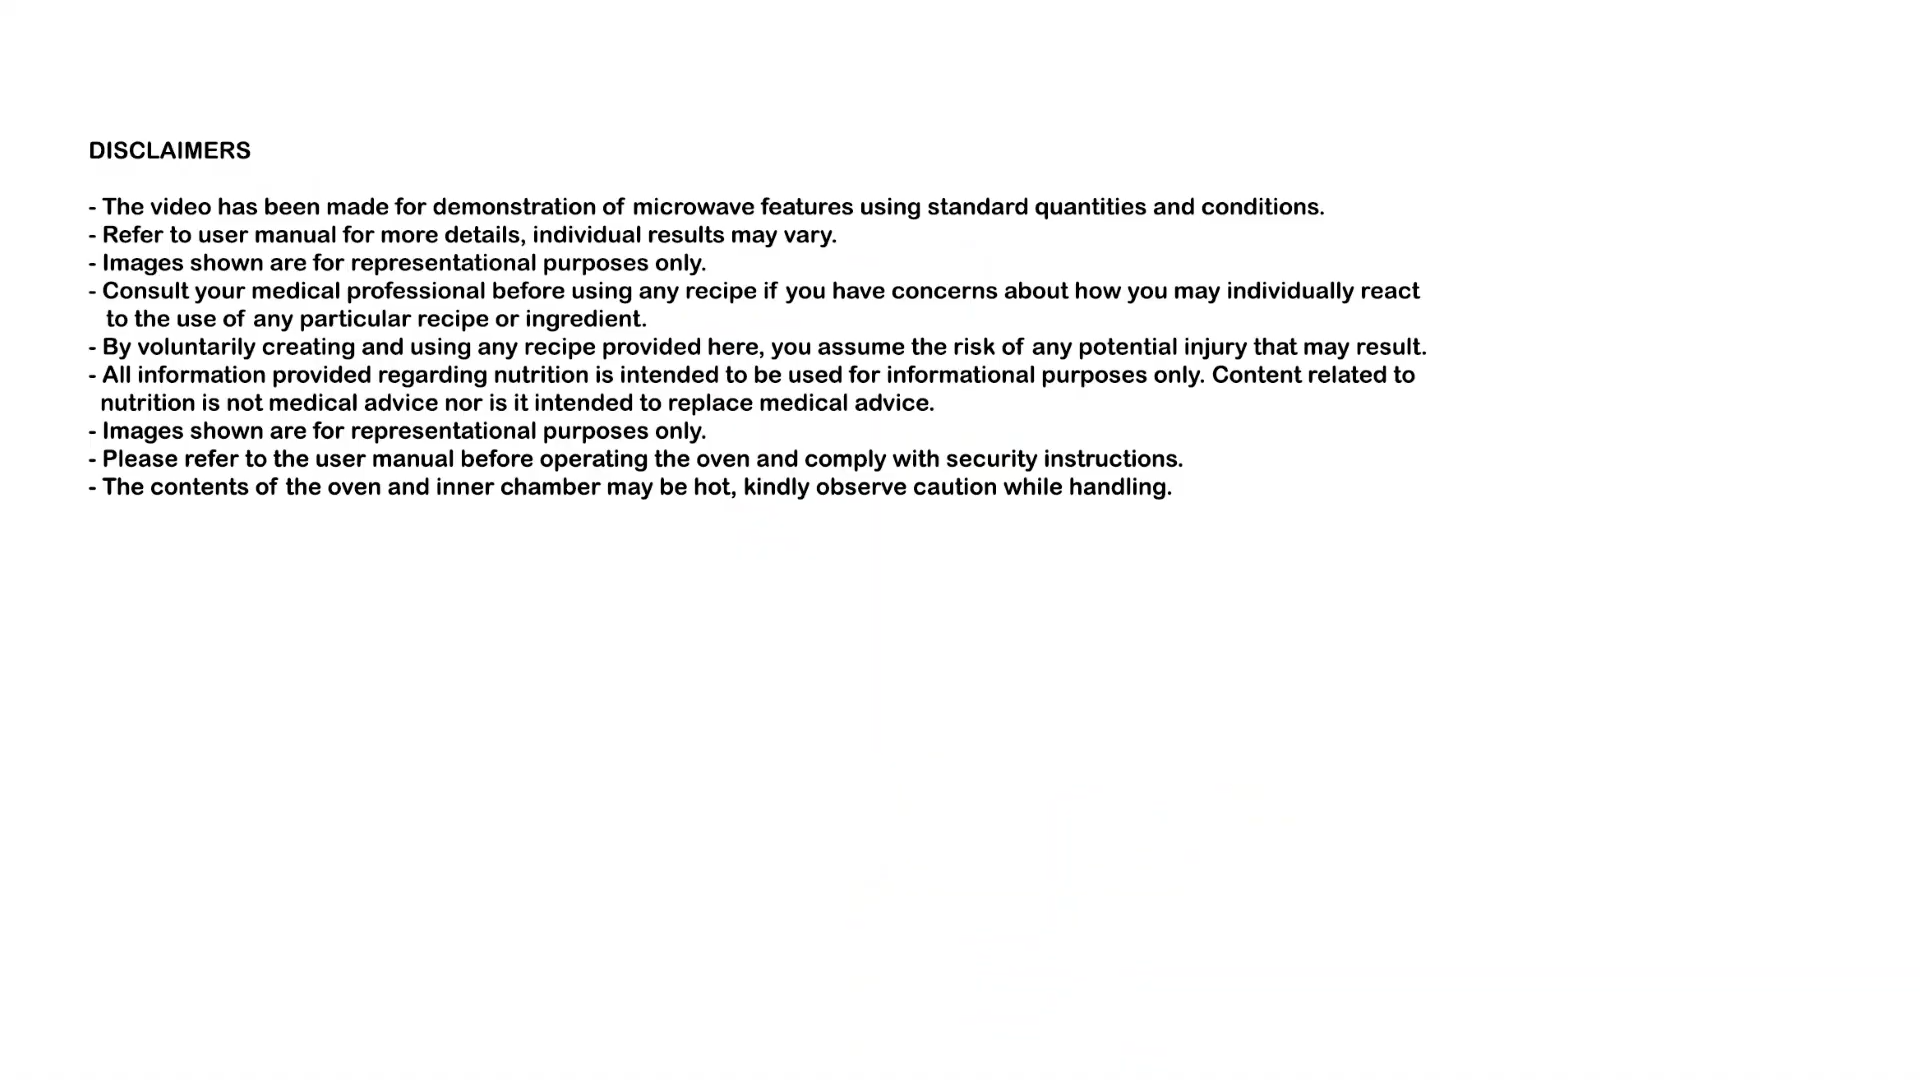 DISCLAIMERS
- The video has been made for demonstration of microwave features using standard quantities and conditions.
- Refer to user manual for more details, individual results may vary.
- Images shown are for representational purposes only.
- Consult your medical professional before using any recipe if you have concerns about how you may individually react
to the use of any particular recipe or ingredient.
- By voluntarily creating and using any recipe provided here, you assume the risk of any potential injury that may result.
- All information provided regarding nutrition is intended to be used for informational purposes only. Content related to
nutrition is not medical advice nor is it intended to replace medical advice.
- Images shown are for representational purposes only.
- Please refer to the user manual before operating the oven and comply with security instructions.
- The contents of the oven and inner chamber may be hot, kindly observe caution while handling.